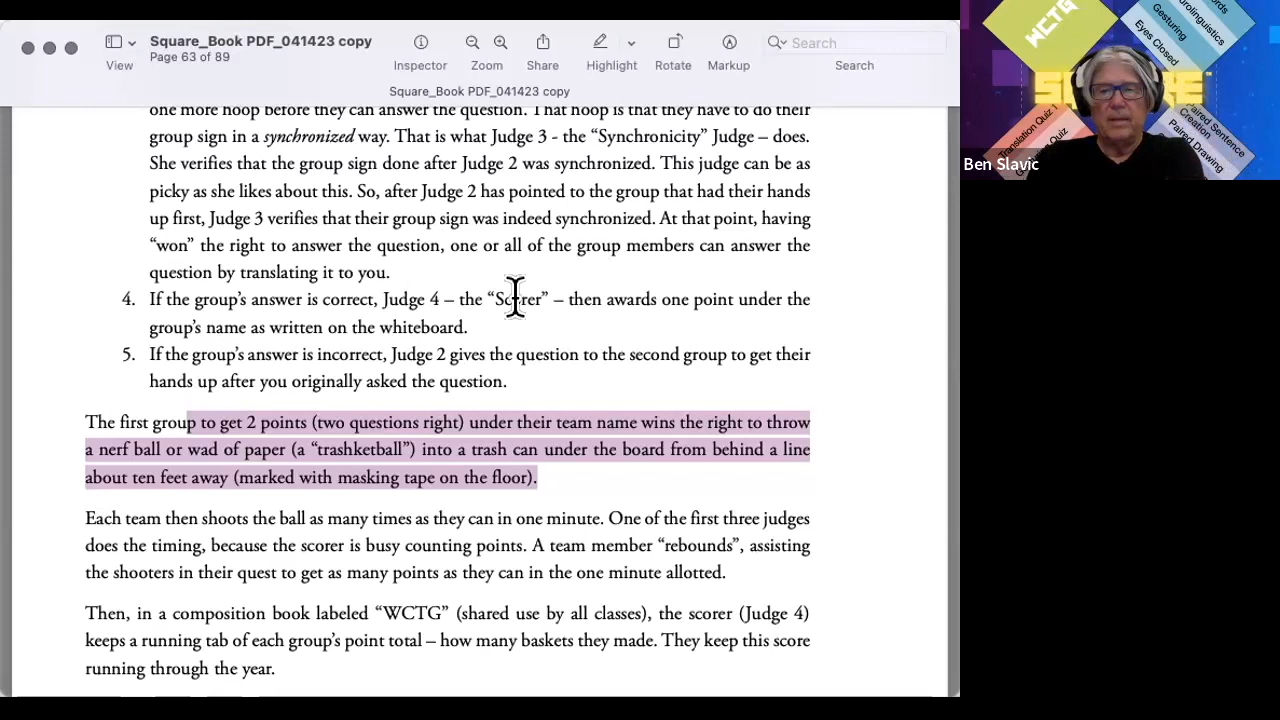 Square_Book PDF_041423 copy
Page 63 of 89
View
Inspector
Zoom
Share
Highlight
Rotate
Markup
Search
Search
Square_Book PDF_041423 copy
one more hoop before they can answer the question. That hoop is that they have to do their
group sign in a synchronized way. That is what Judge 3 - the “Synchronicity” Judge – does.
She verifies that the group sign done after Judge 2 was synchronized. This judge can be as
picky as she likes about this. So, after Judge 2 has pointed to the group that had their hands
up first, Judge 3 verifies that their group sign was indeed synchronized. At that point, having
“won” the right to answer the question, one or all of the group members can answer the
question by translating it to you.
4. If the group’s answer is correct, Judge 4 – the “Scorer” – then awards one point under the
group’s name as written on the whiteboard.
5. If the group’s answer is incorrect, Judge 2 gives the question to the second group to get their
hands up after you originally asked the question.
The first group to get 2 points (two questions right) under their team name wins the right to throw
a nerf ball or wad of paper (a “trashketball”) into a trash can under the board from behind a line
about ten feet away (marked with masking tape on the floor).
Each team then shoots the ball as many times as they can in one minute. One of the first three judges
does the timing, because the scorer is busy counting points. A team member “rebounds”, assisting
the shooters in their quest to get as many points as they can in the one minute allotted.
Then, in a composition book labeled “WCTG” (shared use by all classes), the scorer (Judge 4)
keeps a running tab of each group’s point total – how many baskets they made. They keep this score
running through the year.
WCTG
Gesturing
Eyes Closed
Translation Quiz
Quiz
Creation
Paired Drawing
Ben Slavic